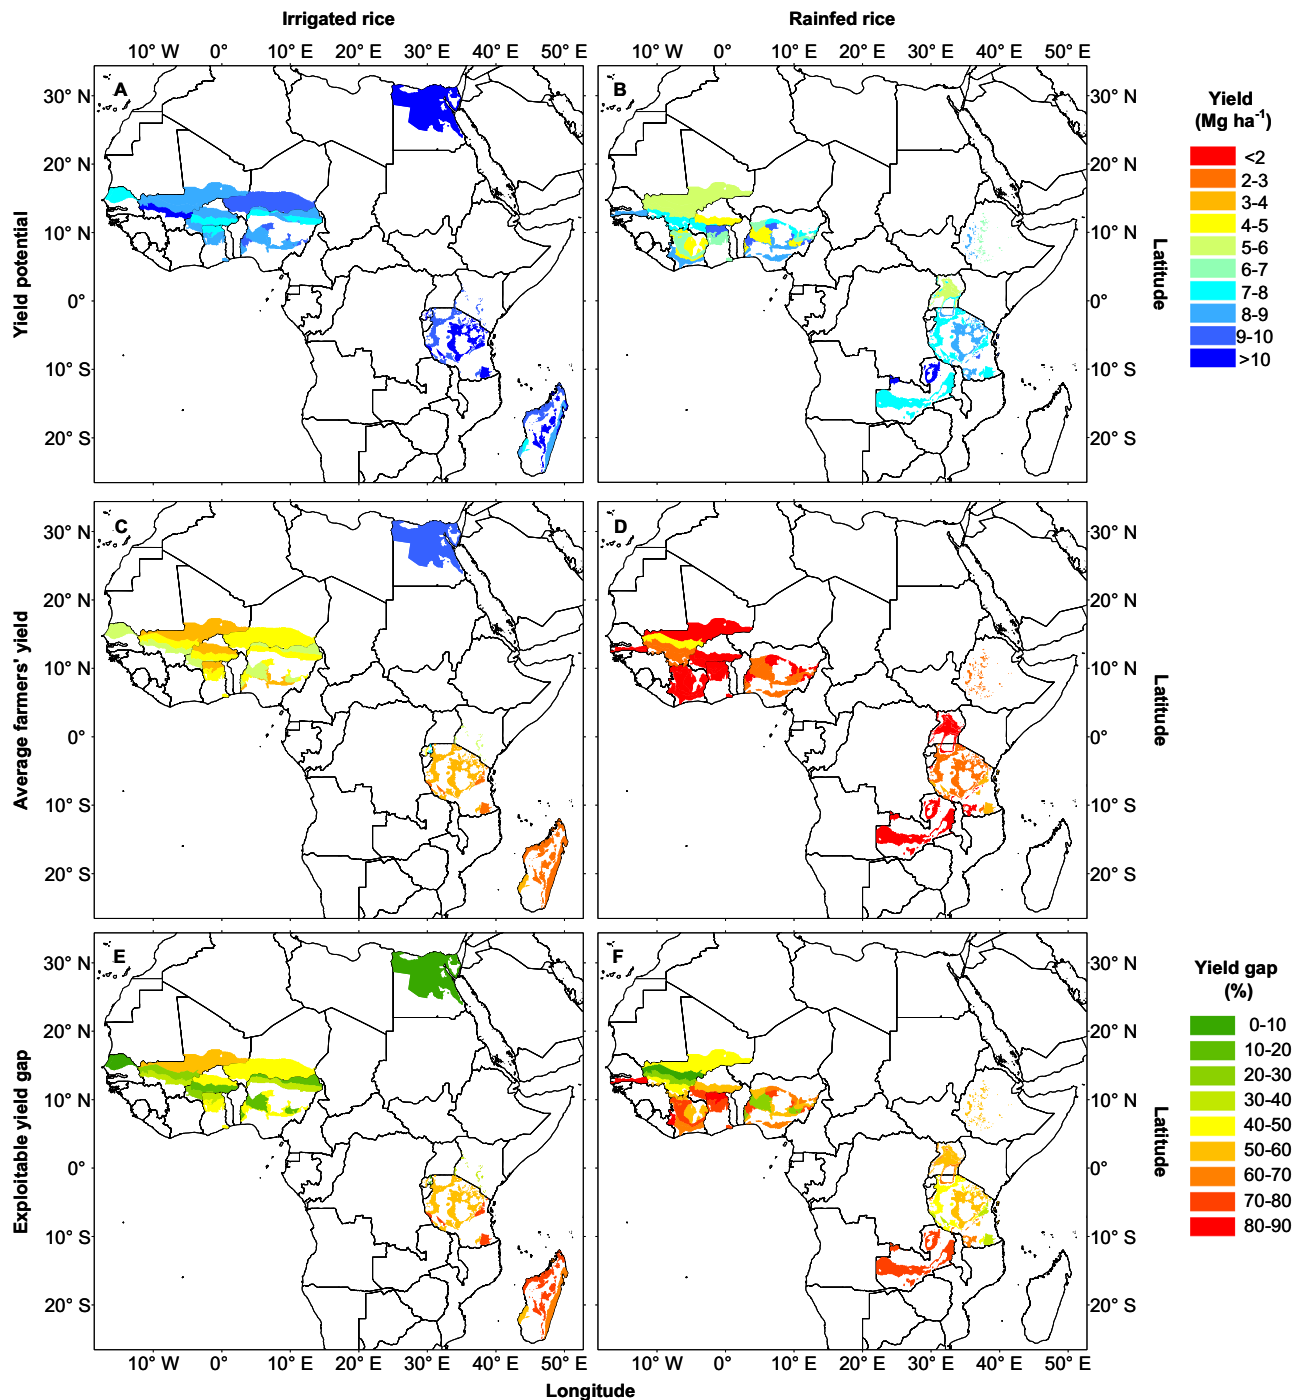 Irrigated rice
Rainfed rice
10° W 0° 10° E 20° E 30° E 40° E 50° E
10° W 0° 10° E 20° E 30° E 40° E 50° E
Yield potential
A
30° N
20° N
10° N
0°
10° S
20° S
B
30° N
20° N
10° N
0°
10° S
20° S
Latitude
Yield
(Mg ha⁻¹)
<2
2-3
3-4
4-5
5-6
6-7
7-8
8-9
9-10
>10
Average farmers' yield
C
30° N
20° N
10° N
0°
10° S
20° S
D
30° N
20° N
10° N
0°
10° S
20° S
Latitude
Exploitable yield gap
E
30° N
20° N
10° N
0°
10° S
20° S
F
30° N
20° N
10° N
0°
10° S
20° S
Latitude
Yield gap
(%)
0-10
10-20
20-30
30-40
40-50
50-60
60-70
70-80
80-90
10° W 0° 10° E 20° E 30° E 40° E 50° E
10° W 0° 10° E 20° E 30° E 40° E 50° E
Longitude